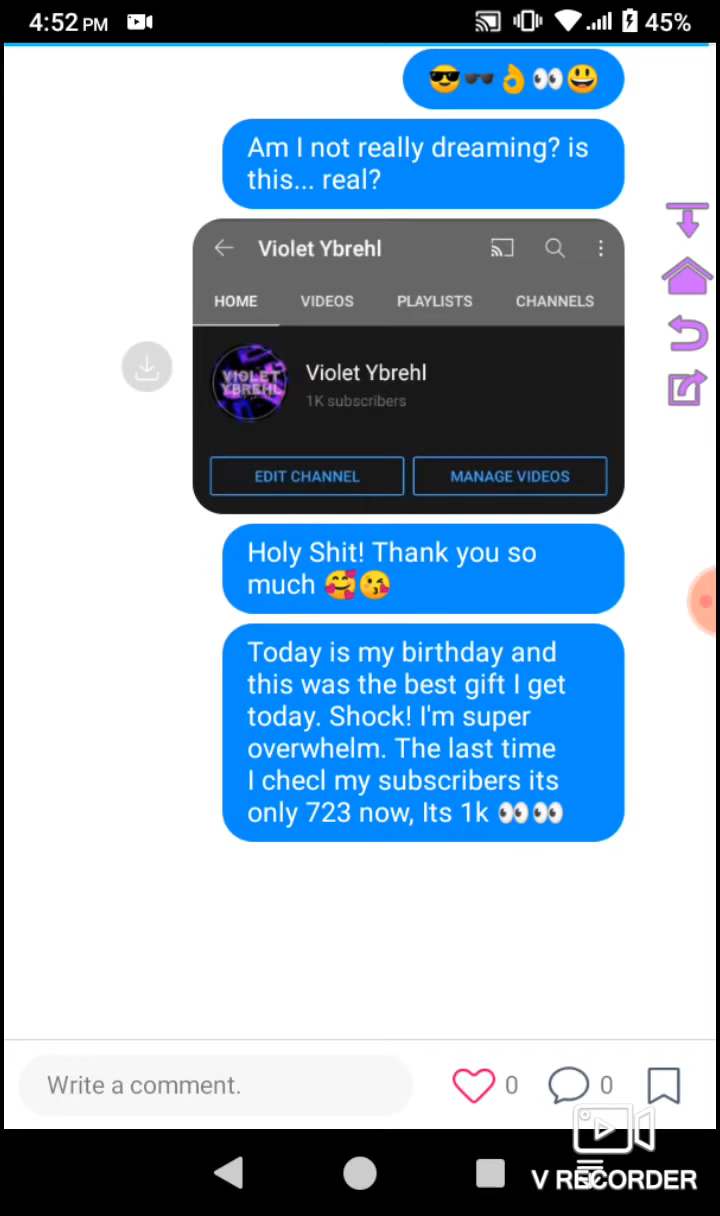 4:52 PM
45%
😎🕶️👌👀😃
Am I not really dreaming? is
this... real?
Violet Ybrehl
HOME VIDEOS PLAYLISTS CHANNELS
VIOLET
YBREHL
Violet Ybrehl
1K subscribers
EDIT CHANNEL MANAGE VIDEOS
Holy Shit! Thank you so
much 🥰😘
Today is my birthday and
this was the best gift I get
today. Shock! I'm super
overwhelm. The last time
I checl my subscribers its
only 723 now, Its 1k 👀👀
Write a comment. 0 0
V RECORDER